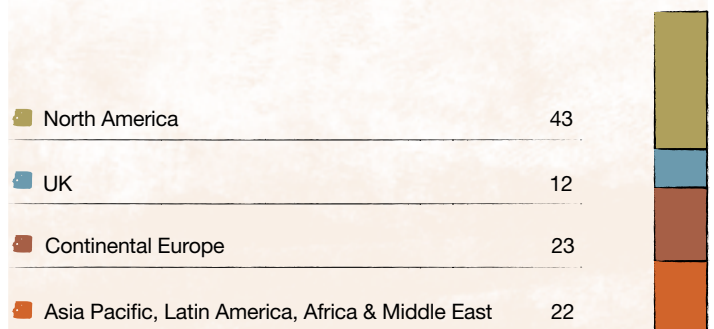 North America 43
UK 12
Continental Europe 23
Asia Pacific, Latin America, Africa & Middle East 22